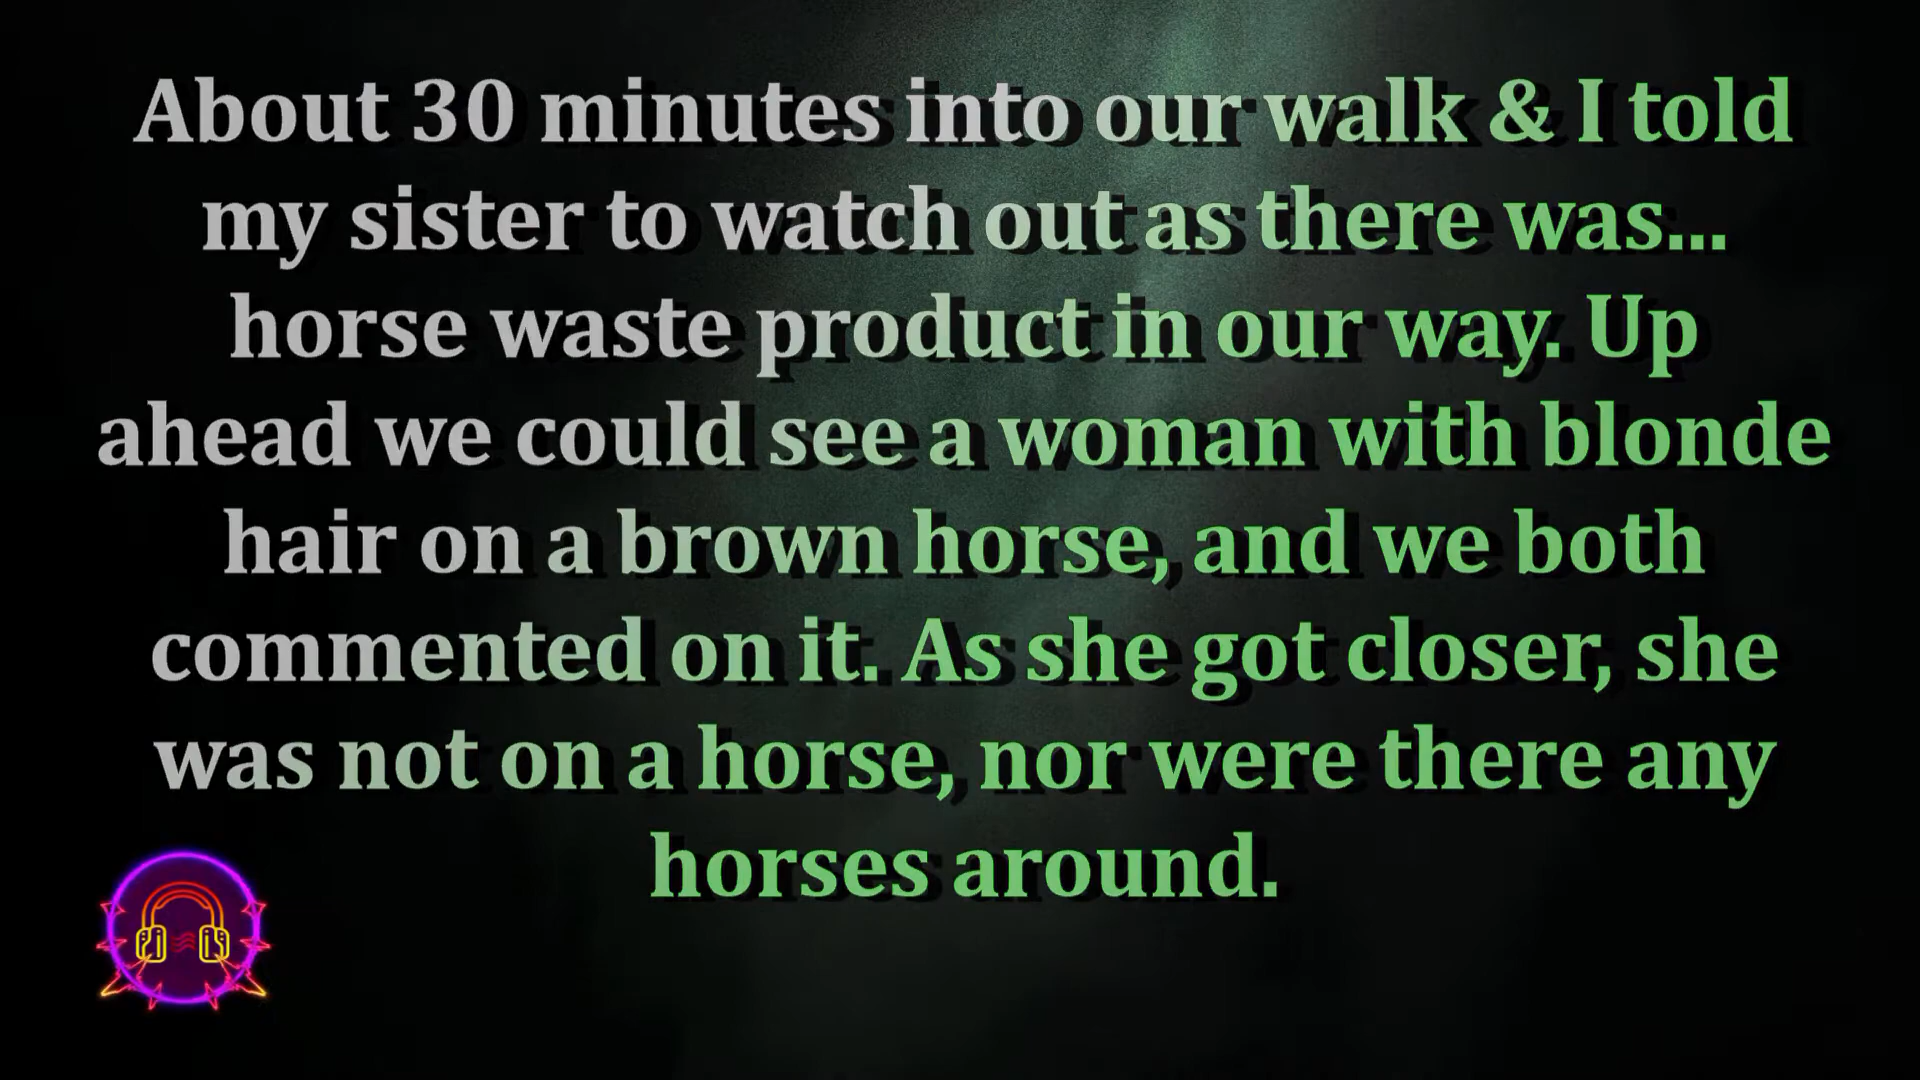 About 30 minutes into our walk & I told
my sister to watch out as there was...
horse waste product in our way. Up
ahead we could see a woman with blonde
hair on a brown horse, and we both
commented on it. As she got closer, she
was not on a horse, nor were there any
horses around.